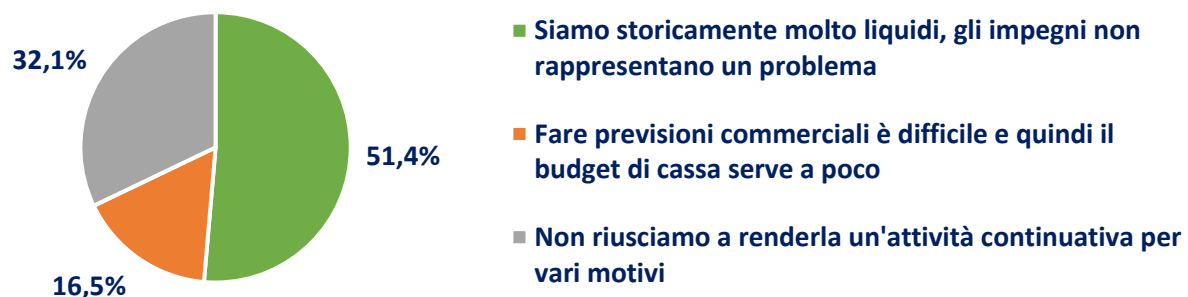 32,1%
51,4%
16,5%
Siamo storicamente molto liquidi, gli impegni non
rappresentano un problema
Fare previsioni commerciali è difficile e quindi il
budget di cassa serve a poco
Non riusciamo a renderla un'attività continuativa per
vari motivi